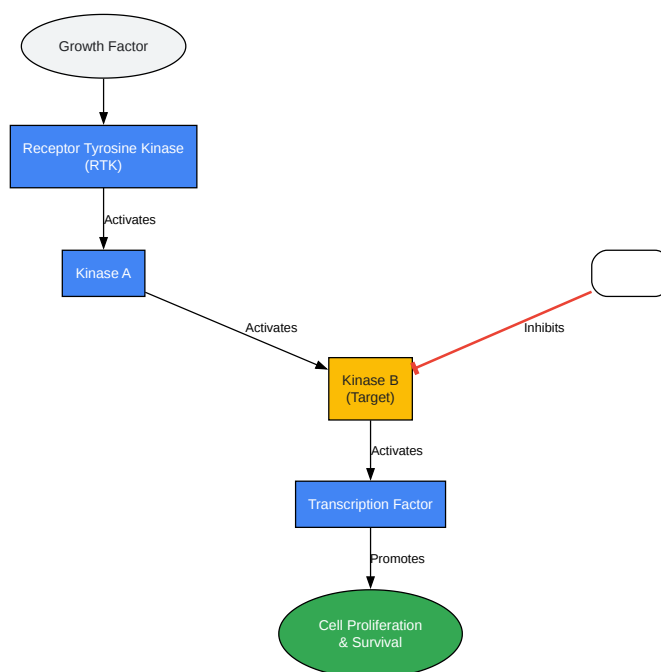 Growth Factor
Receptor Tyrosine Kinase
(RTK)
Activates
Kinase A
Activates
Inhibits
Kinase B
(Target)
Activates
Transcription Factor
Promotes
Cell Proliferation
& Survival